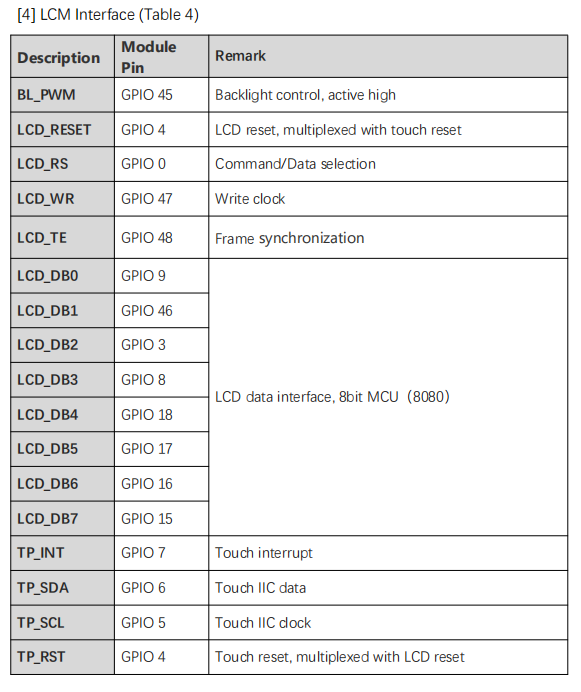 [4] LCM Interface (Table 4)
Description Module Pin Remark
BL_PWM GPIO 45 Backlight control, active high
LCD_RESET GPIO 4 LCD reset, multiplexed with touch reset
LCD_RS GPIO 0 Command/Data selection
LCD_WR GPIO 47 Write clock
LCD_TE GPIO 48 Frame synchronization
LCD_DB0 GPIO 9
LCD_DB1 GPIO 46
LCD_DB2 GPIO 3
LCD_DB3 GPIO 8
LCD data interface, 8bit MCU（8080）
LCD_DB4 GPIO 18
LCD_DB5 GPIO 17
LCD_DB6 GPIO 16
LCD_DB7 GPIO 15
TP_INT GPIO 7 Touch interrupt
TP_SDA GPIO 6 Touch IIC data
TP_SCL GPIO 5 Touch IIC clock
TP_RST GPIO 4 Touch reset, multiplexed with LCD reset